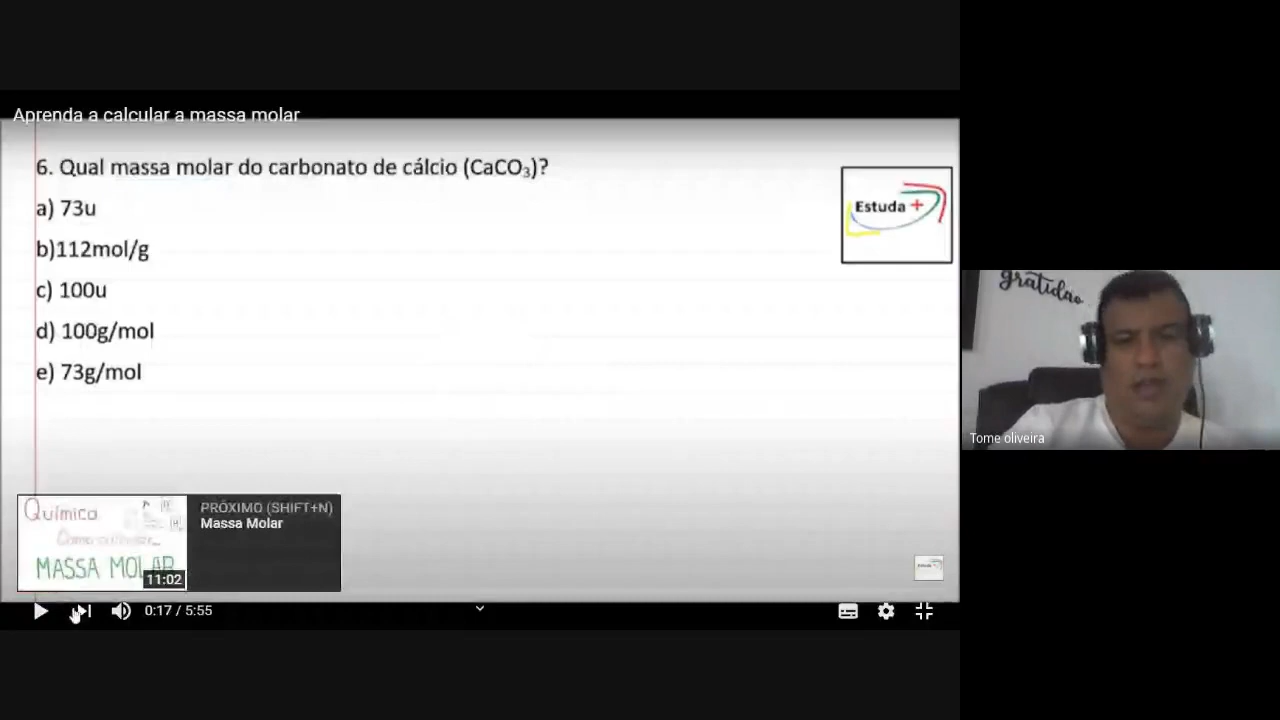 Aprenda a calcular a massa molar
6. Qual massa molar do carbonato de cálcio (CaCO₃)?
a) 73u
b)112mol/g
c) 100u
d) 100g/mol
e) 73g/mol
Estuda +
gratidão
Tome oliveira
Química
MASSA MOLAR
11:02
PRÓXIMO (SHIFT+N)
Massa Molar
0:17 / 5:55